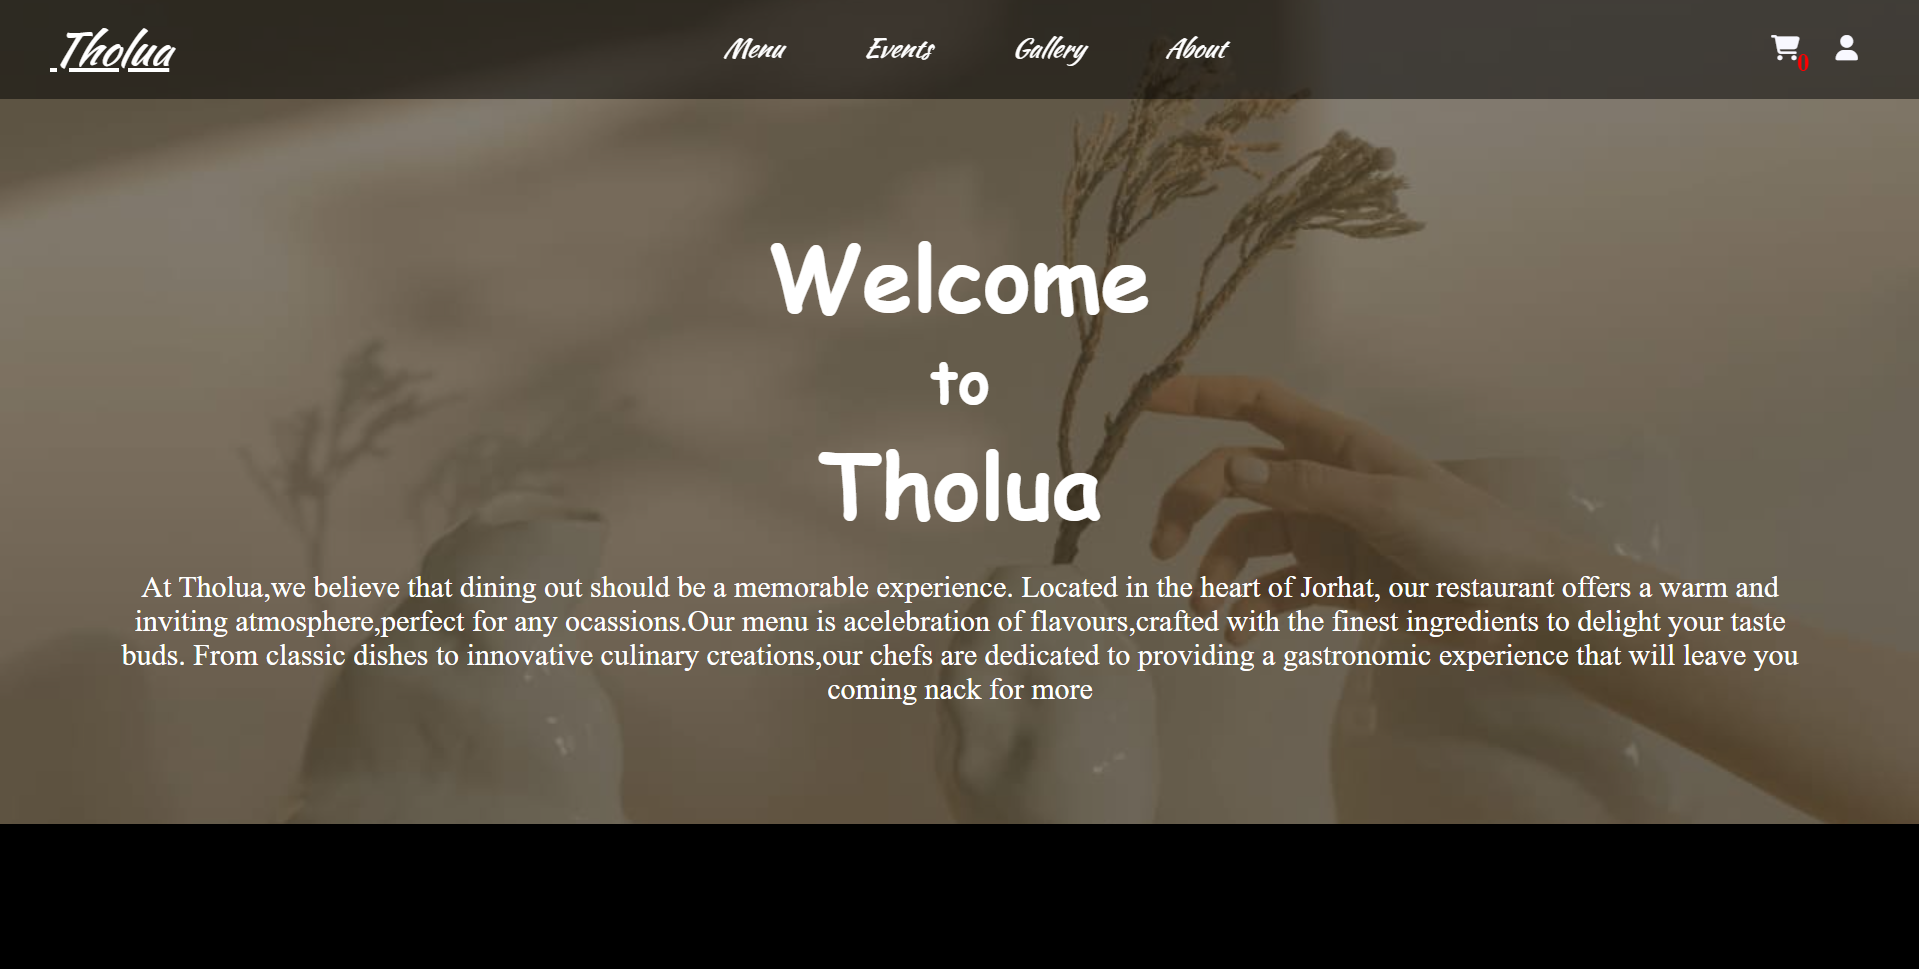 Tholua
Menu
Events
Gallery
About
0
Welcome
to
Tholua
At Tholua,we believe that dining out should be a memorable experience. Located in the heart of Jorhat, our restaurant offers a warm and
inviting atmosphere,perfect for any ocassions.Our menu is acelebration of flavours,crafted with the finest ingredients to delight your taste
buds. From classic dishes to innovative culinary creations,our chefs are dedicated to providing a gastronomic experience that will leave you
coming nack for more